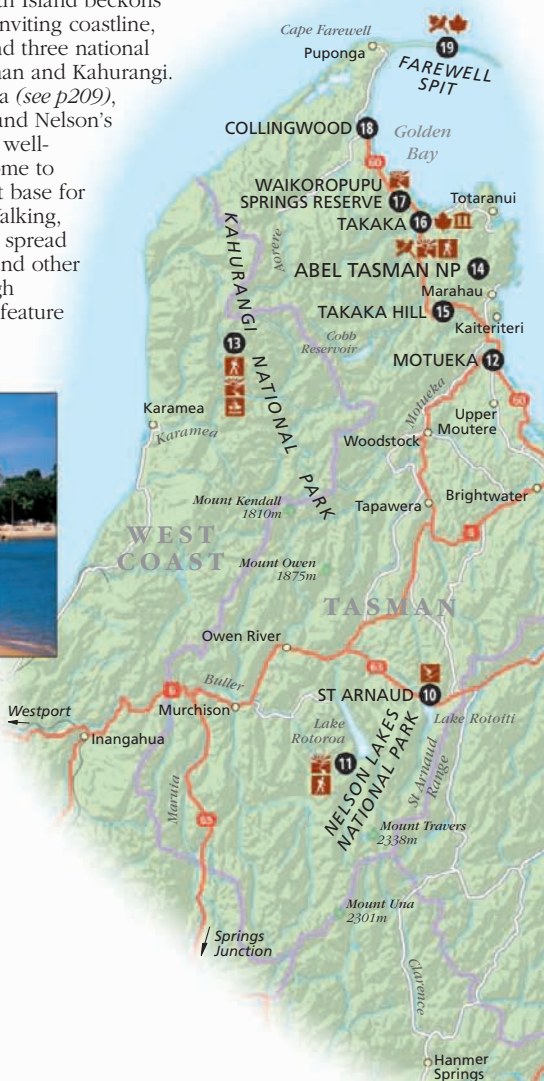 th Island beckons
nviting coastline,
nd three national
man and Kahurangi.
a (see p209),
and Nelson's
well-
ome to
t base for
Walking,
spread
and other
gh
feature
Cape Farewell
Puponga
19
FAREWELL
SPIT
COLLINGWOOD 18
Golden
Bay
60
WAIKOROPUPU
SPRINGS RESERVE 17
Totaranui
TAKAKA 16
KAHURANGI NATIONAL PARK
Aorere
ABEL TASMAN NP 14
Marahau
TAKAKA HILL 15
Kaiteriteri
Cobb
Reservoir
13
MOTUEKA 12
Motueka
60
Karamea
Karamea
Upper
Moutere
Woodstock
Mount Kendall
1810m
Tapawera
Brightwater
6
WEST
COAST
Mount Owen
1875m
TASMAN
Owen River
63
Buller
ST ARNAUD 10
6
Westport
Murchison
Lake Rotoiti
Inangahua
Lake
Rotoroa
11
NELSON LAKES
NATIONAL PARK
St Arnaud
Range
Maruia
65
Mount Travers
2338m
Mount Una
2301m
Springs
Junction
Clarence
Hanmer
Springs